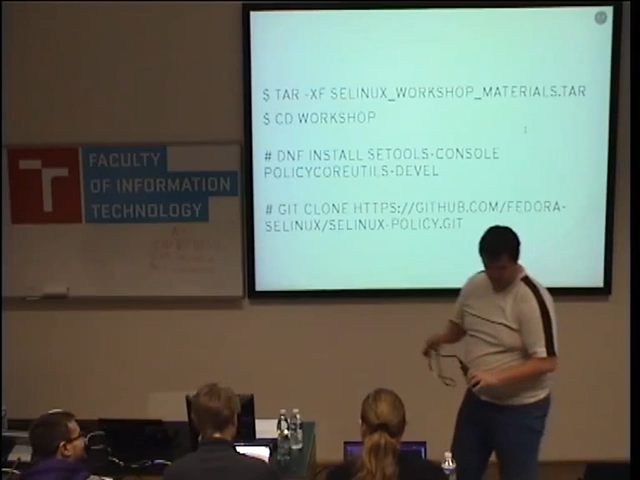 $ TAR -XF SELINUX_WORKSHOP_MATERIALS.TAR
$ CD WORKSHOP
# DNF INSTALL SETOOLS-CONSOLE
POLICYCOREUTILS-DEVEL
# GIT CLONE HTTPS://GITHUB.COM/FEDORA-
SELINUX/SELINUX-POLICY.GIT
FACULTY
OF INFORMATION
TECHNOLOGY